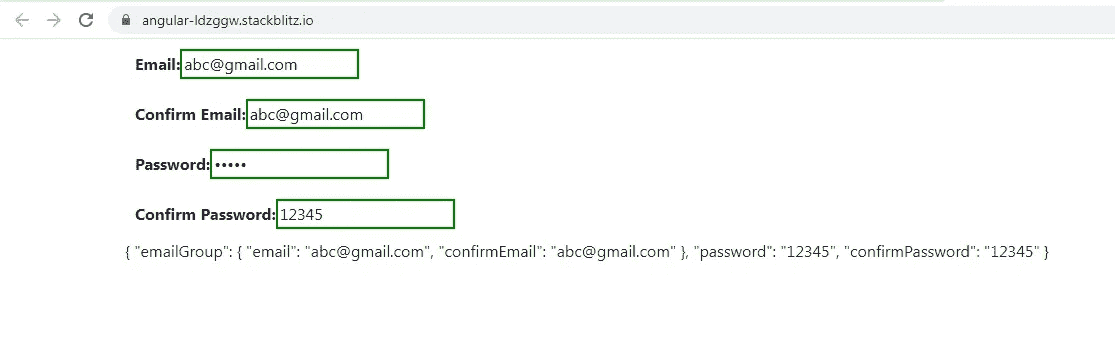 angular-ldzggw.stackblitz.io
Email: abc@gmail.com
Confirm Email: abc@gmail.com
Password: •••••
Confirm Password: 12345
{ "emailGroup": { "email": "abc@gmail.com", "confirmEmail": "abc@gmail.com" }, "password": "12345", "confirmPassword": "12345" }